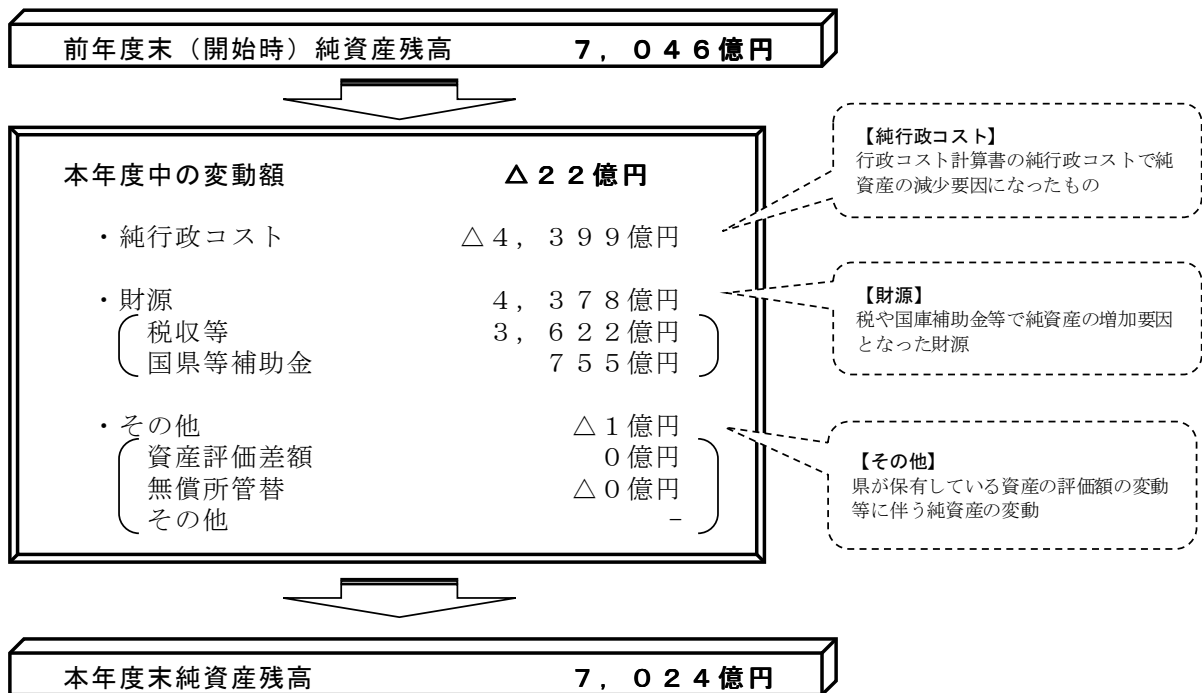 前年度末（開始時）純資産残高　７，０４６億円
本年度中の変動額　△２２億円
・純行政コスト　△４，３９９億円
・財源　４，３７８億円
税収等　３，６２２億円
国県等補助金　７５５億円
・その他　△１億円
資産評価差額　０億円
無償所管替　△０億円
その他　－
【純行政コスト】
行政コスト計算書の純行政コストで純
資産の減少要因になったもの
【財源】
税や国庫補助金等で純資産の増加要因
となった財源
【その他】
県が保有している資産の評価額の変動
等に伴う純資産の変動
本年度末純資産残高　７，０２４億円